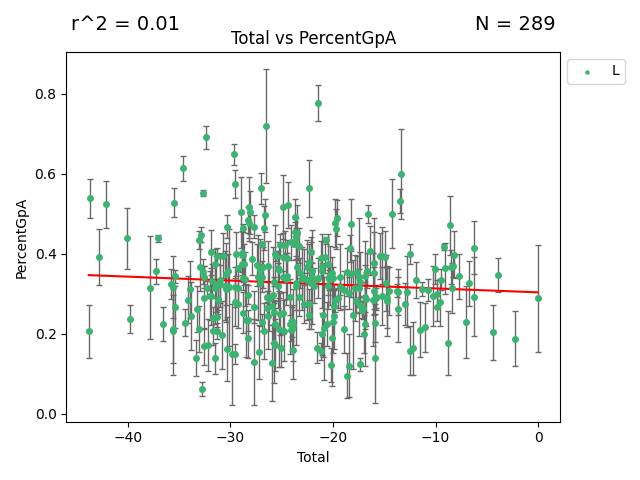 r^2 = 0.01
N = 289
Total vs PercentGpA
L
PercentGpA
0.8
0.6
0.4
0.2
0.0
−40
−30
−20
−10
0
Total